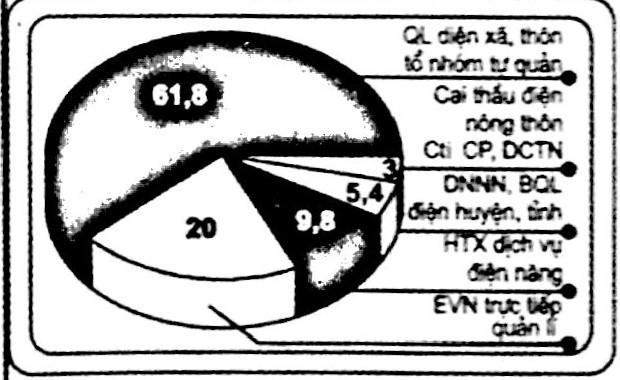 QL điện xã, thôn
tổ nhóm tự quản
Cai thầu điện
nông thôn
Cti CP, DCTN
DNNN, BQL
điện huyện, tỉnh
HTX dịch vụ
điện năng
EVN trực tiếp
quản lí
61,8
3
5,4
9,8
20